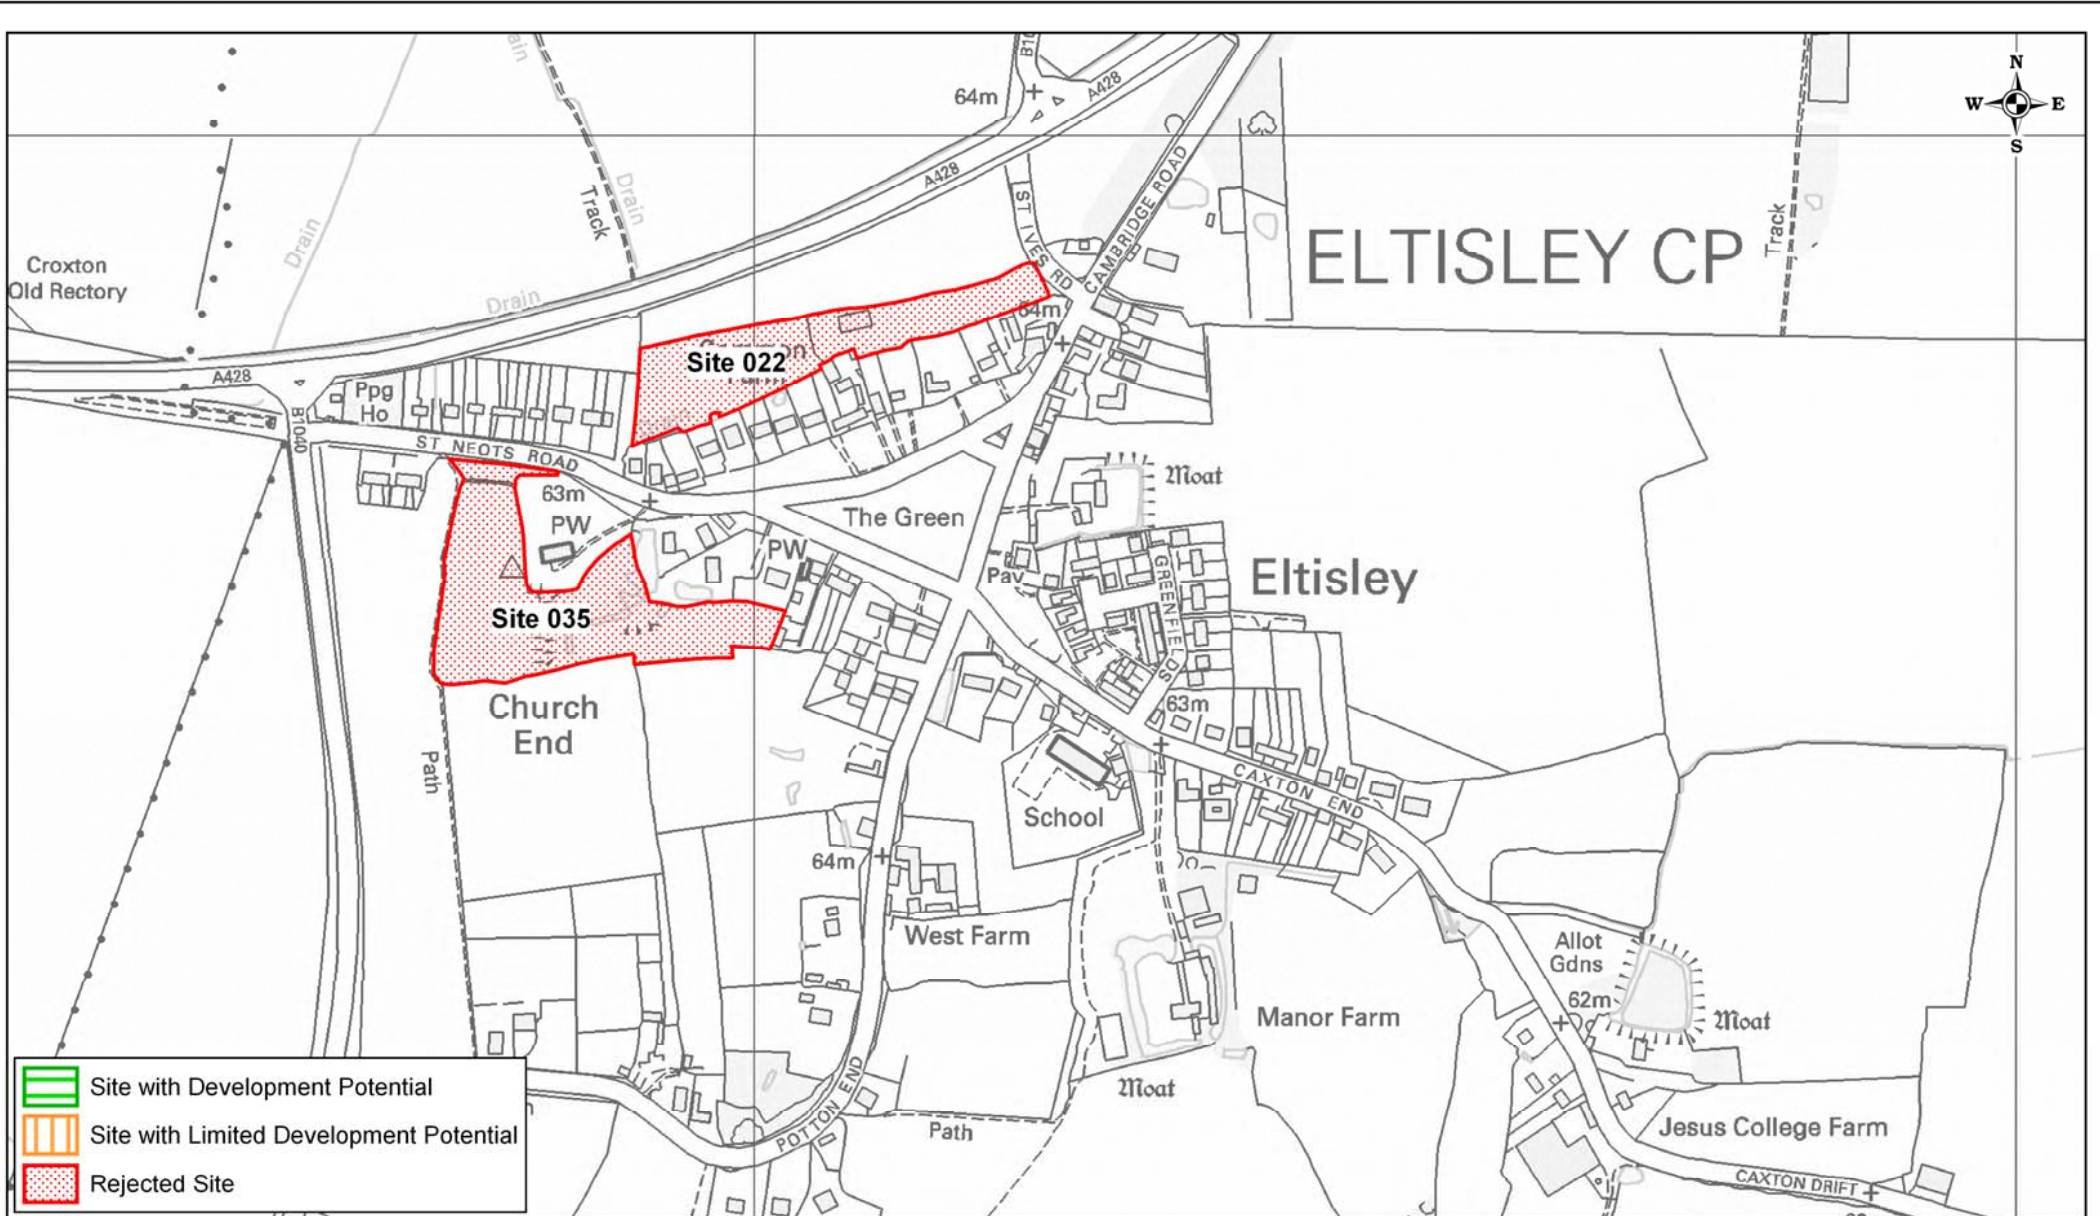 ain
B10
A428
64m
N
W E
S
A428
Drain
Track
Drain
ST IVES RD
CAMBRIDGE ROAD
ELTISLEY CP
Track
Croxton
Old Rectory
Drain
64m
Site 022
A428
Ppg
Ho
B1040
ST NEOTS ROAD
63m
PW
The Green
Moat
PW
Pav
GREENFIELDS
Eltisley
Site 035
Church
End
63m
Path
CAXTON END
School
64m
West Farm
Allot
Gdns
62m
Moat
Manor Farm
Moat
POTTON END
Path
Jesus College Farm
CAXTON DRIFT
Site with Development Potential
Site with Limited Development Potential
Rejected Site